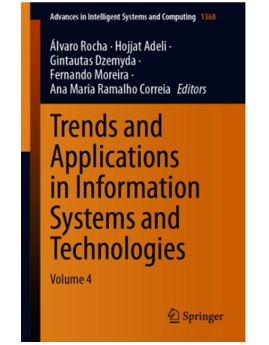 Advances in Intelligent Systems and Computing 1368
Álvaro Rocha · Hojjat Adeli ·
Gintautas Dzemyda ·
Fernando Moreira ·
Ana Maria Ramalho Correia Editors
Trends and
Applications
in Information
Systems and
Technologies
Volume 4
Springer